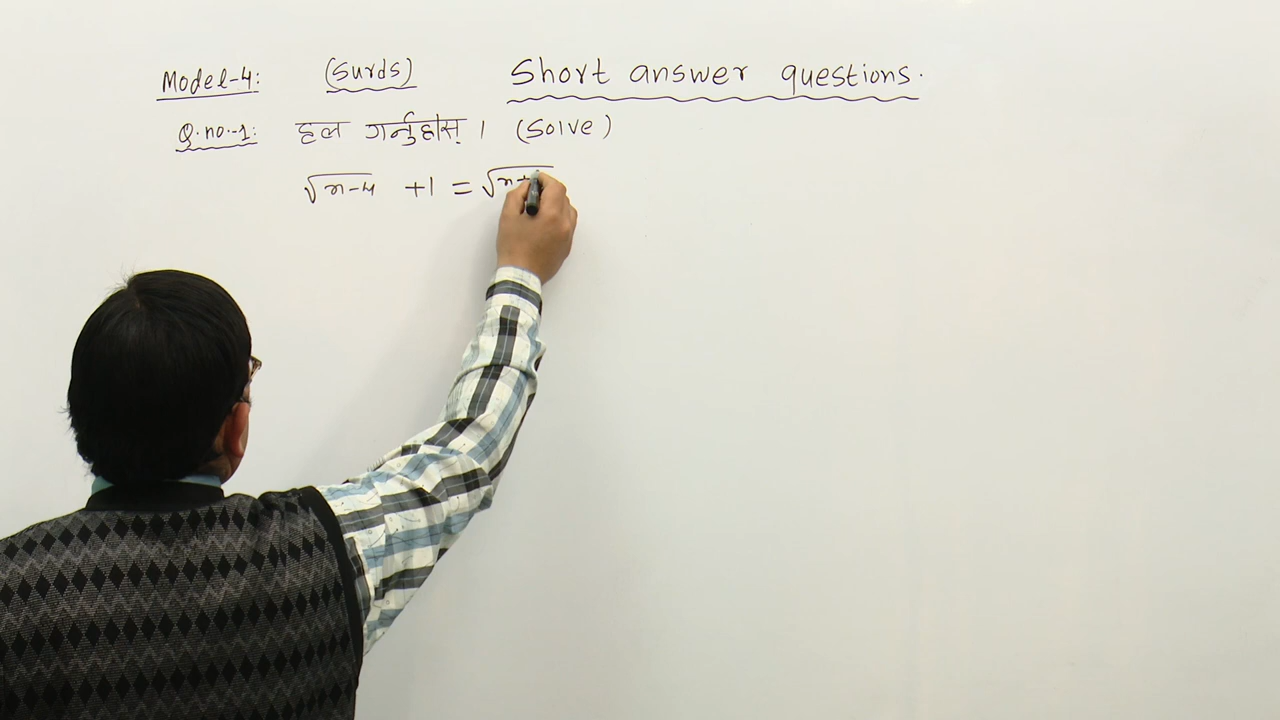 Model-4: (Surds) Short answer questions.
Q.no.-1: हल गर्नुहोस् । (Solve)
√x-4 +1 = √x+